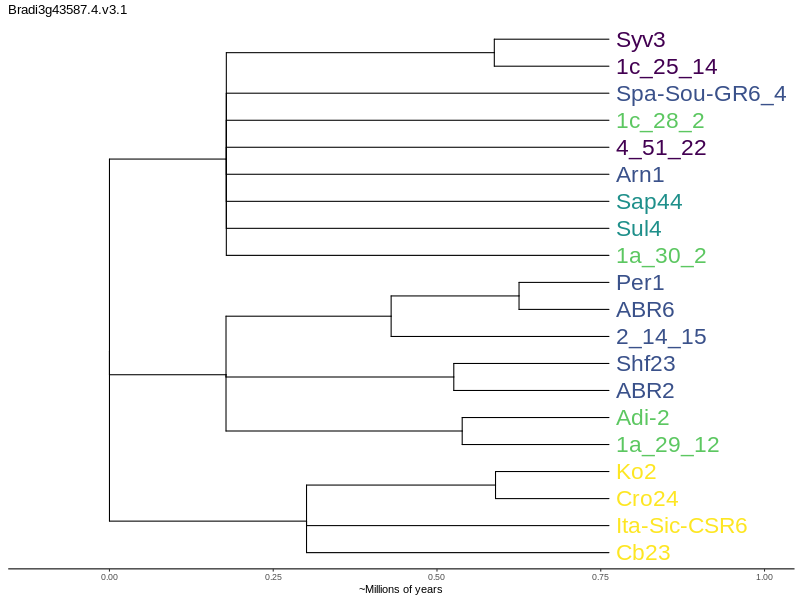 Bradi3g43587.4.v3.1
Syv3
1c_25_14
Spa-Sou-GR6_4
1c_28_2
4_51_22
Arn1
Sap44
Sul4
1a_30_2
Per1
ABR6
2_14_15
Shf23
ABR2
Adi-2
1a_29_12
Ko2
Cro24
Ita-Sic-CSR6
Cb23
0.00 0.25 0.50 0.75 1.00
~Millions of years